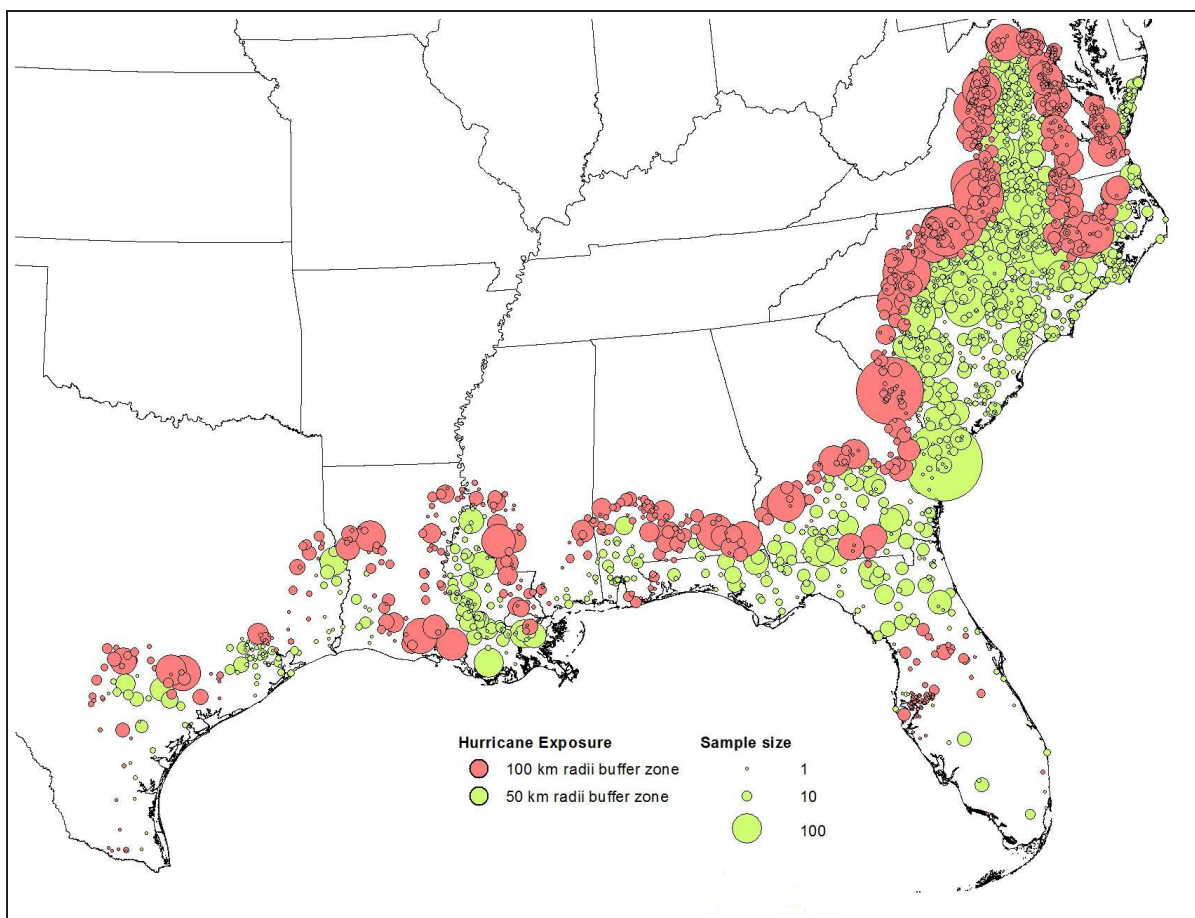 Hurricane Exposure
100 km radii buffer zone
50 km radii buffer zone
Sample size
1
10
100